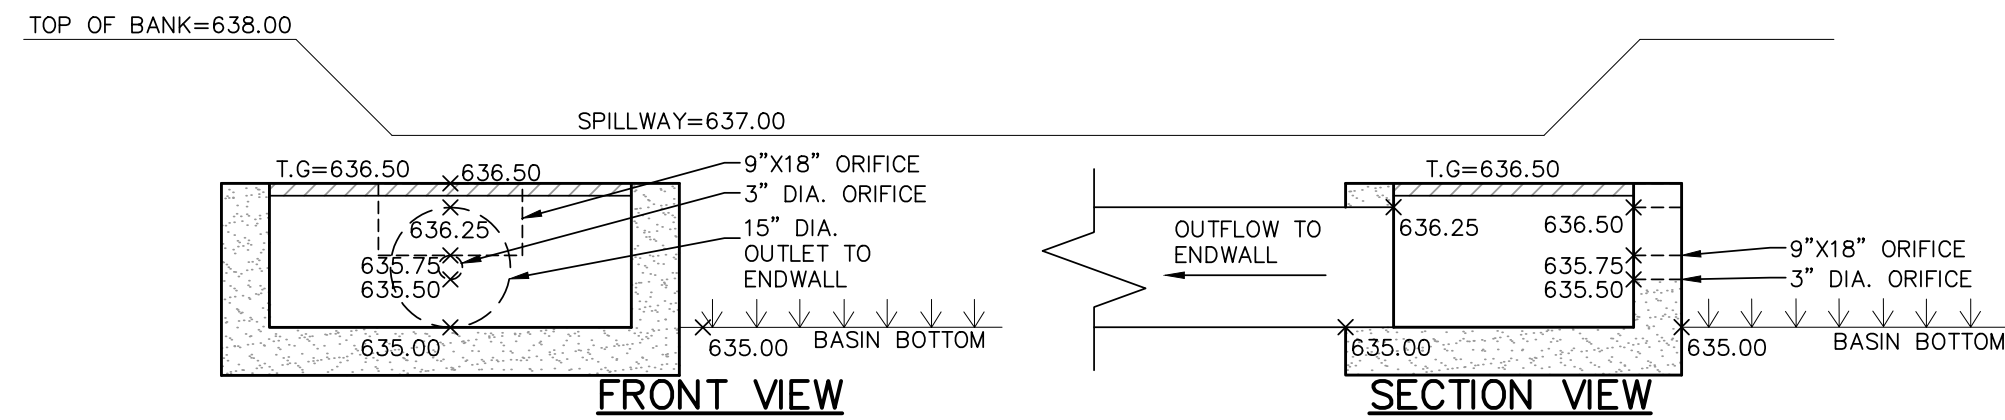 TOP OF BANK=638.00
SPILLWAY=637.00
T.G=636.50
636.50
9"X18" ORIFICE
3" DIA. ORIFICE
15" DIA.
OUTLET TO
ENDWALL
636.25
635.75
635.50
635.00
635.00
BASIN BOTTOM
FRONT VIEW
T.G=636.50
OUTFLOW TO
ENDWALL
636.25
636.50
635.75
635.50
9"X18" ORIFICE
3" DIA. ORIFICE
635.00
635.00
BASIN BOTTOM
SECTION VIEW